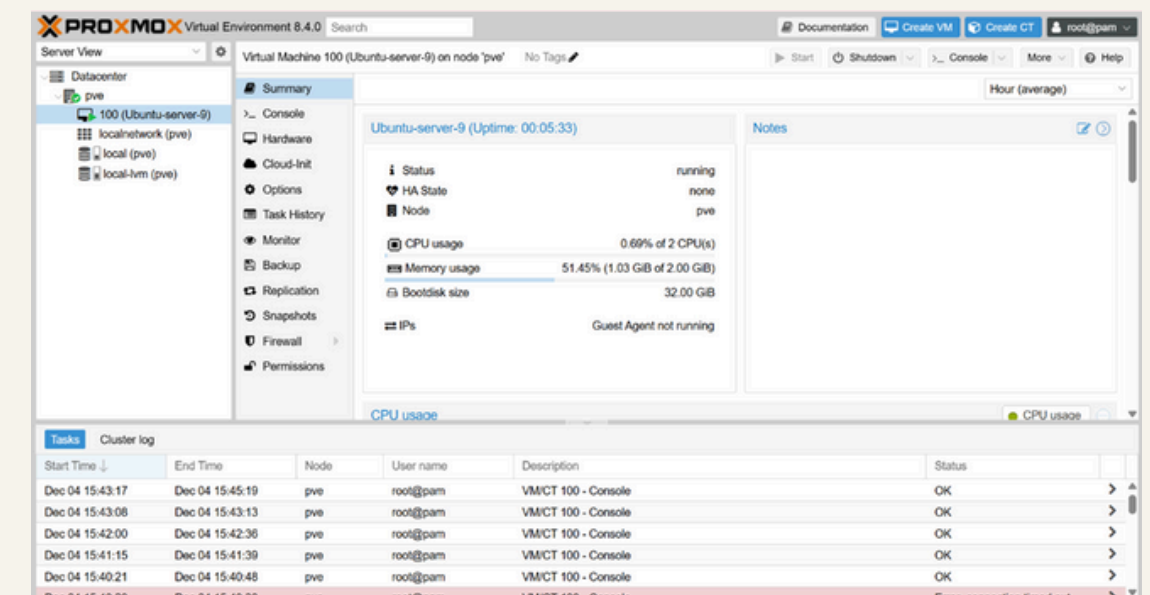 PROXMOX Virtual Environment 8.4.0 Search
Documentation Create VM Create CT root@pam
Server View
Virtual Machine 100 (Ubuntu-server-9) on node 'pve' No Tags
Start Shutdown Console More Help
Datacenter
pve
100 (Ubuntu-server-9)
localnetwork (pve)
local (pve)
local-lvm (pve)
Summary
>_ Console
Hardware
Cloud-Init
Options
Task History
Monitor
Backup
Replication
Snapshots
Firewall
Permissions
Hour (average)
Ubuntu-server-9 (Uptime: 00:05:33)
Status running
HA State none
Node pve
CPU usage 0.69% of 2 CPU(s)
Memory usage 51.45% (1.03 GiB of 2.00 GiB)
Bootdisk size 32.00 GiB
IPs Guest Agent not running
Notes
CPU usage
CPU usage
Tasks Cluster log
Start Time ↓ End Time Node User name Description Status
Dec 04 15:43:17 Dec 04 15:45:19 pve root@pam VM/CT 100 - Console OK
Dec 04 15:43:08 Dec 04 15:43:13 pve root@pam VM/CT 100 - Console OK
Dec 04 15:42:00 Dec 04 15:42:36 pve root@pam VM/CT 100 - Console OK
Dec 04 15:41:15 Dec 04 15:41:39 pve root@pam VM/CT 100 - Console OK
Dec 04 15:40:21 Dec 04 15:40:48 pve root@pam VM/CT 100 - Console OK